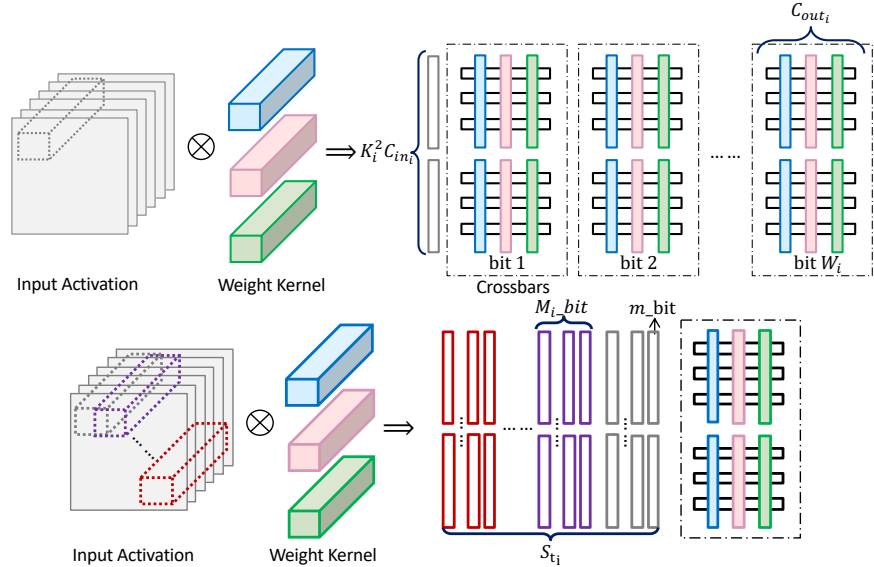 C_{out_i}
⊗
⇒ K_i^2 C_{in_i}
... ...
bit 1
bit 2
bit W_i
Input Activation
Weight Kernel
Crossbars
M_i_bit
m_bit
⊗
⇒
... ...
Input Activation
Weight Kernel
S_{t_i}